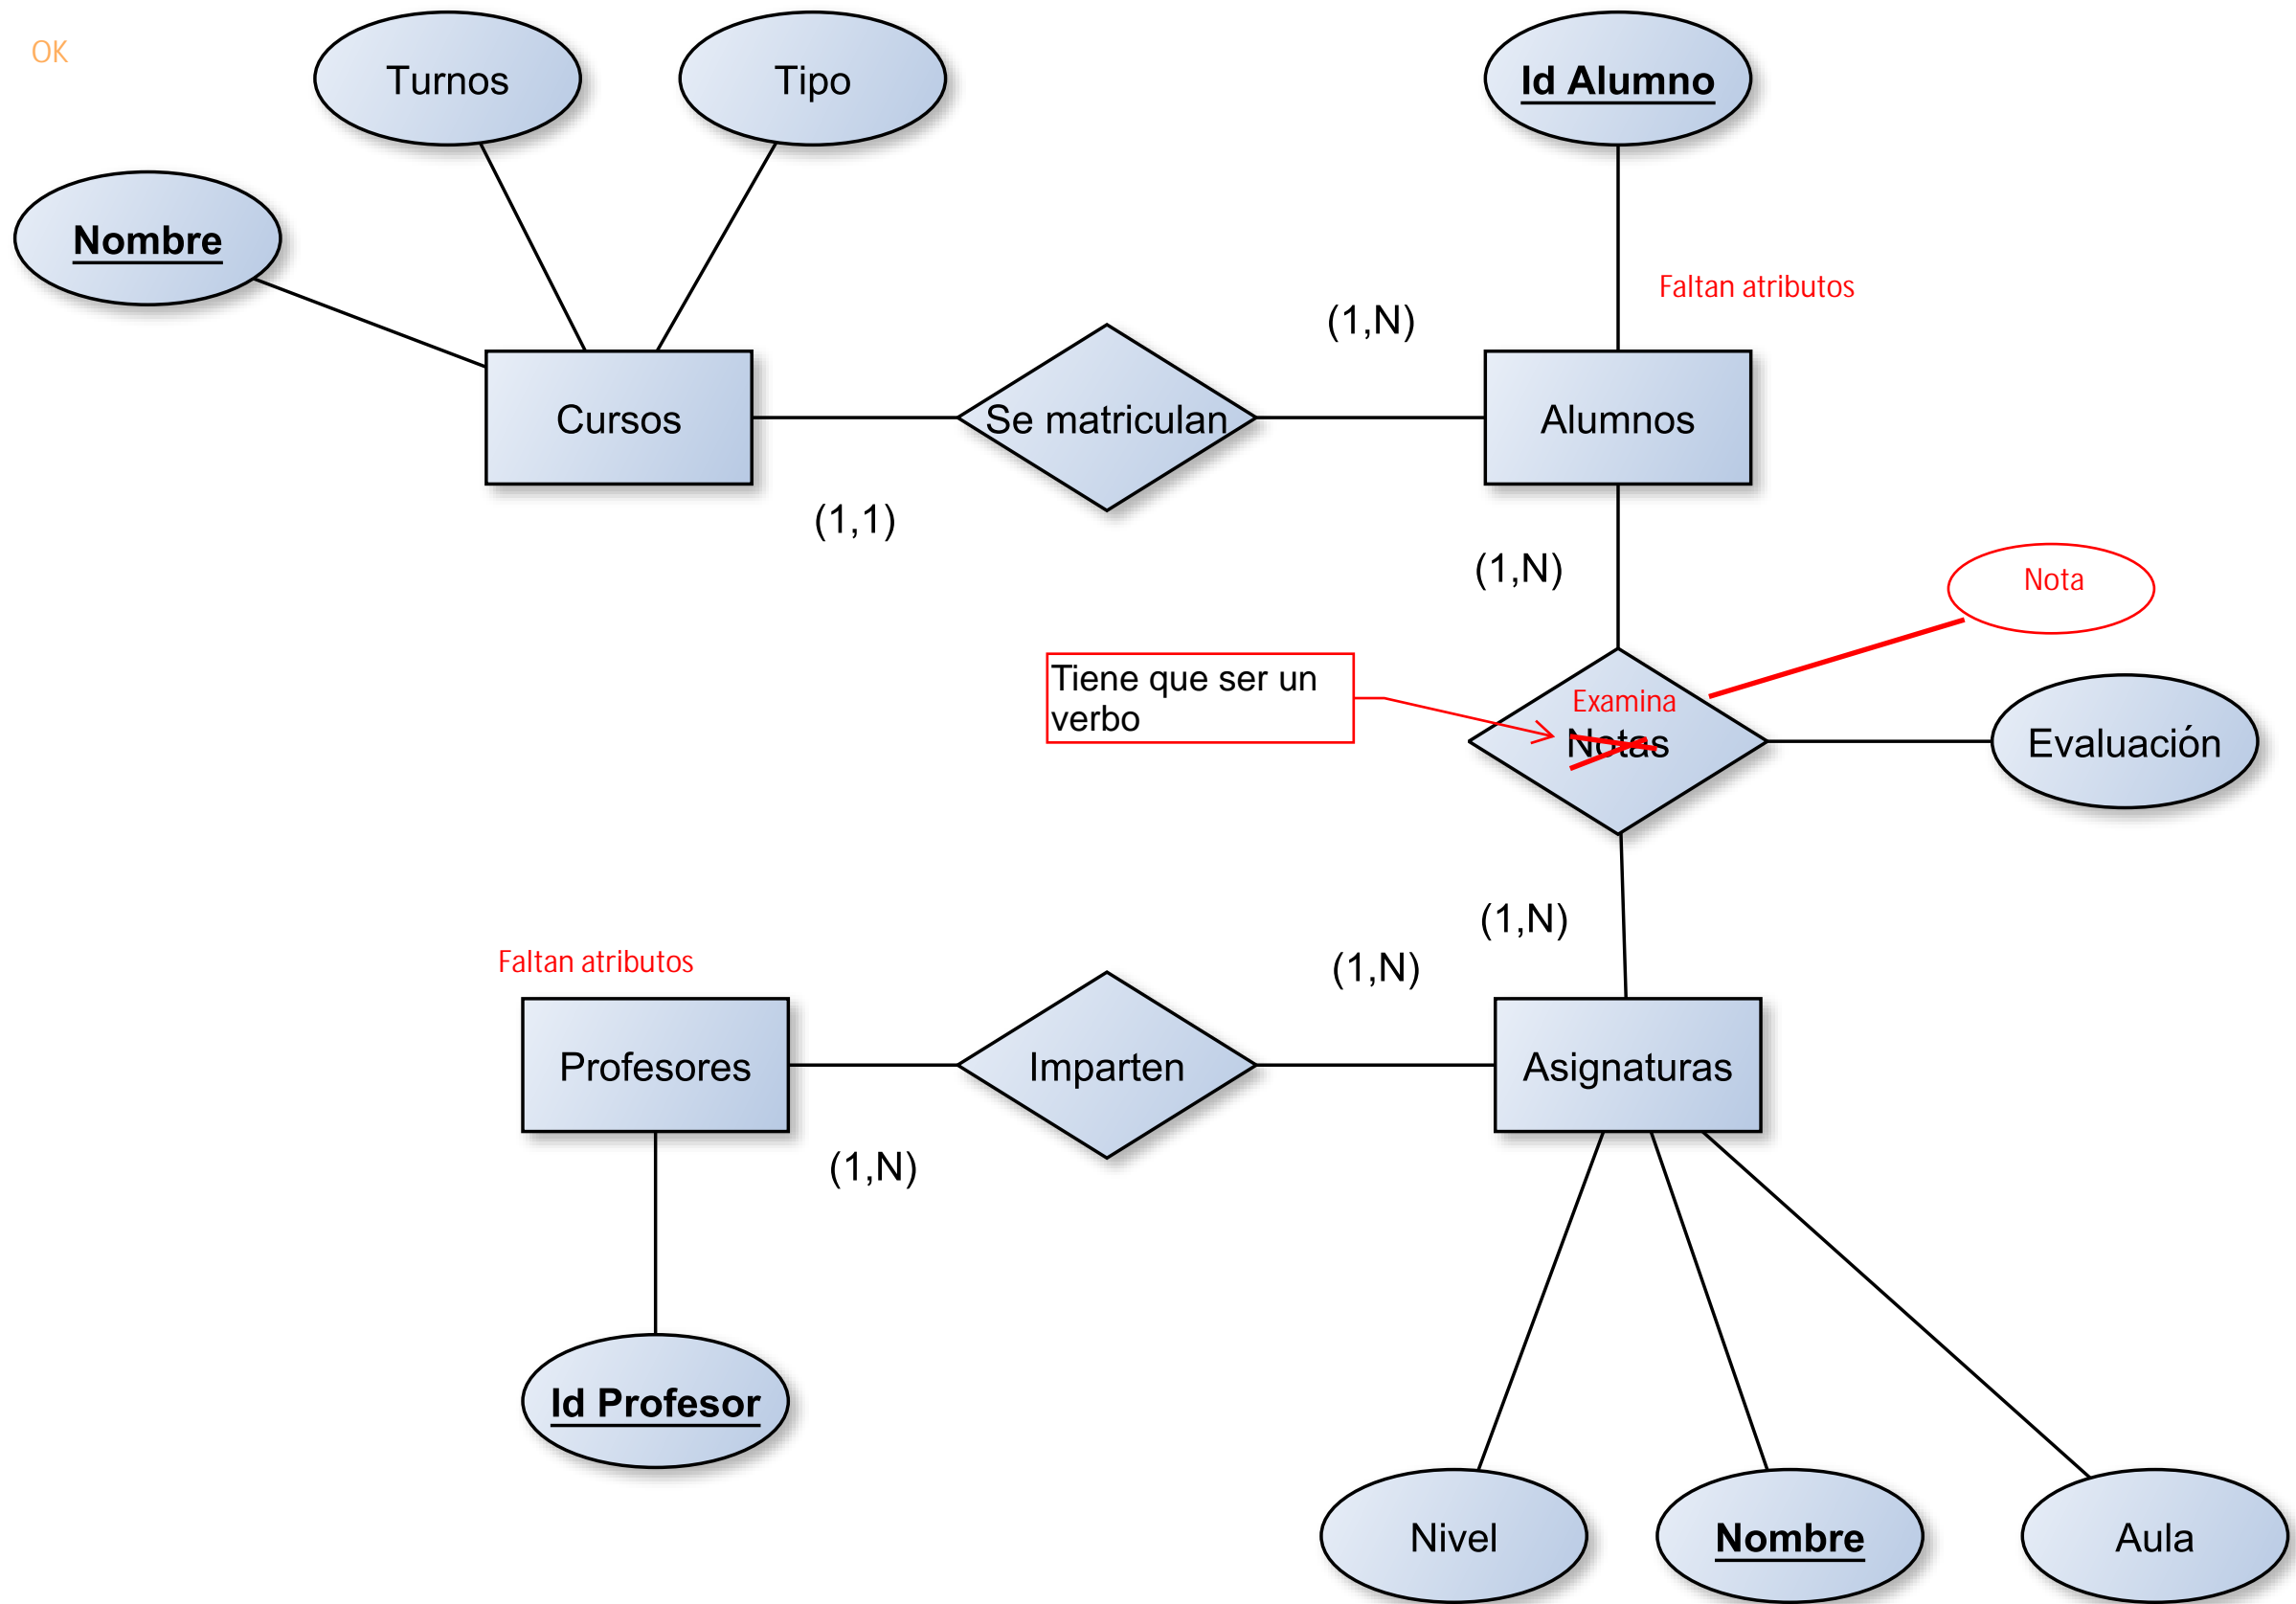 OK
Turnos
Tipo
Id Alumno
Nombre
Faltan atributos
(1,N)
Cursos
Se matriculan
Alumnos
(1,1)
(1,N)
Nota
Tiene que ser un
verbo
Examina
Notas
Evaluación
(1,N)
Faltan atributos
(1,N)
Profesores
Imparten
Asignaturas
(1,N)
Id Profesor
Nivel
Nombre
Aula